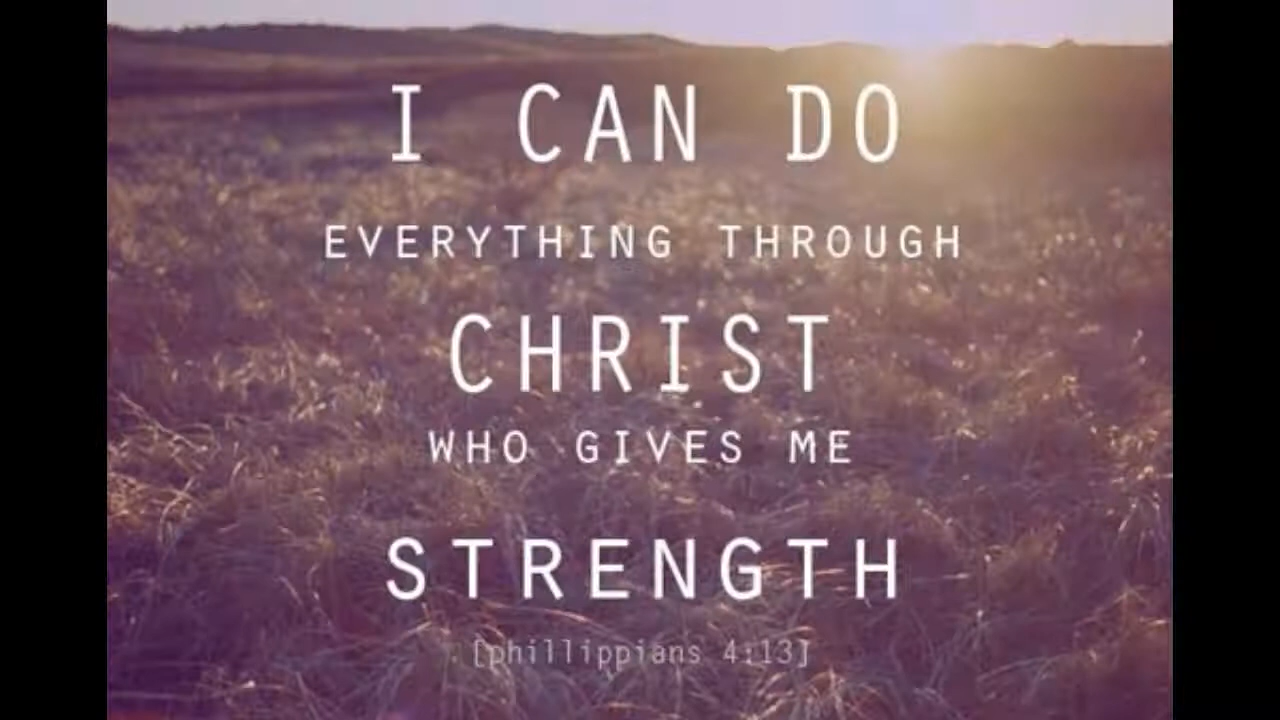 I CAN DO
EVERYTHING THROUGH
CHRIST
WHO GIVES ME
STRENGTH
[phillippians 4:13]